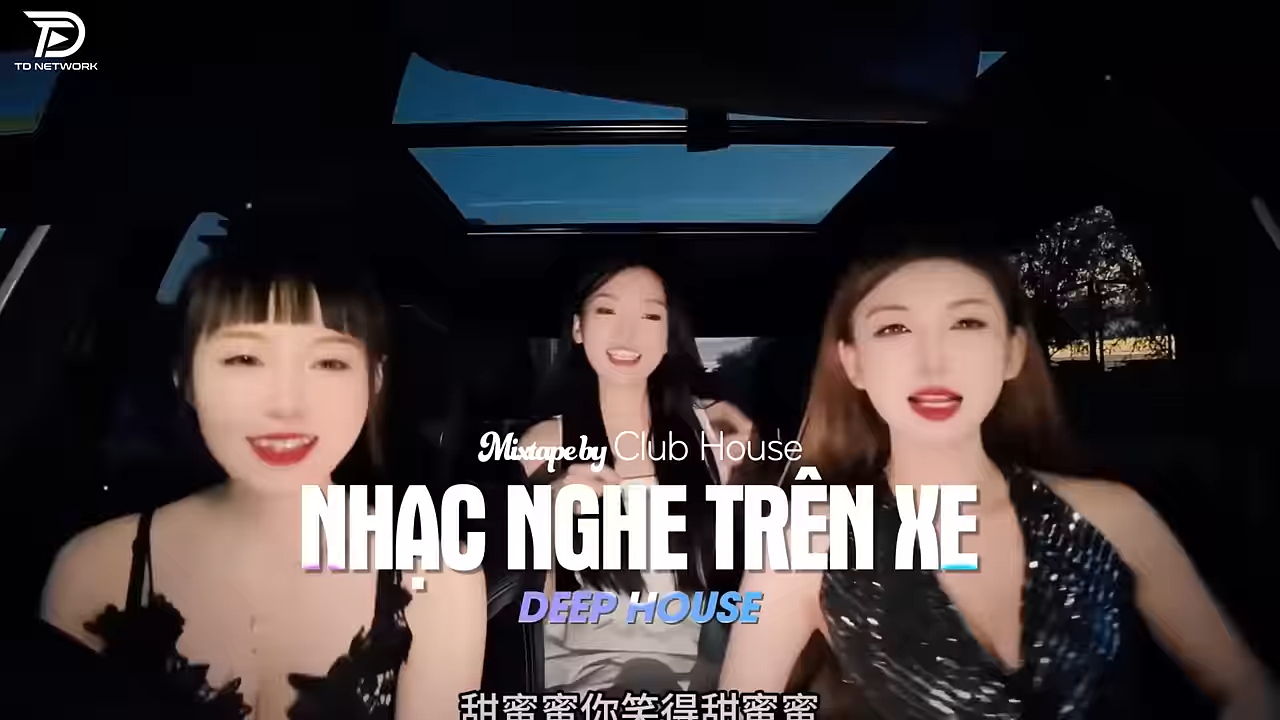 TD NETWORK
Mixtape by Club House
NHẠC NGHE TRÊN XE
DEEP HOUSE
甜蜜蜜你笑得甜蜜蜜